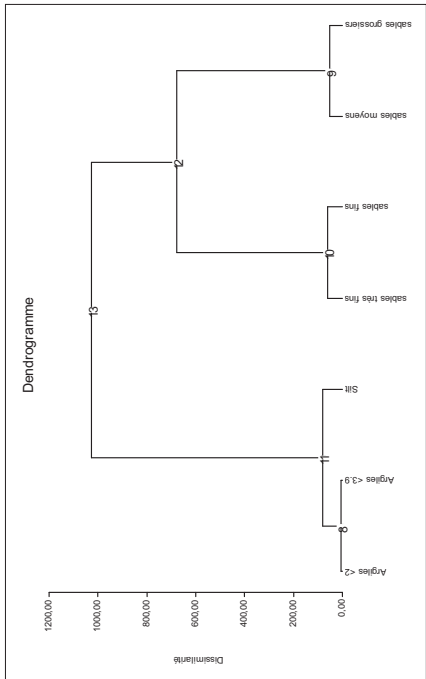 Dendrogramme
Dissimilarité
1200,00
1000,00
800,00
600,00
400,00
200,00
0,00
13
12
11
10
9
8
Argiles <2
Argiles <3.9
Silt
sables très fins
sables fins
sables moyens
sables grossiers